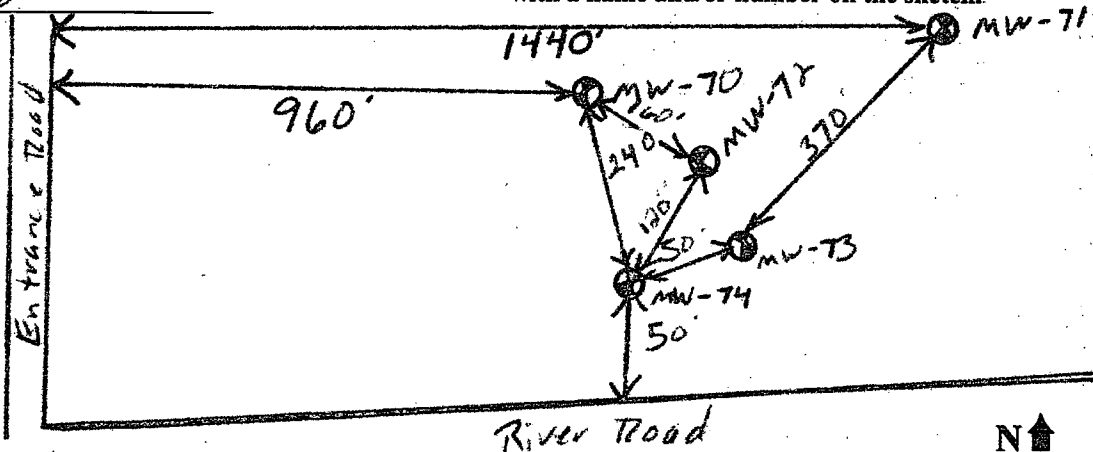 with a name and/or number on the sketch.
MW-71
1440'
MW-70
960'
60'
MW-72
240'
370'
Entrance Road
120'
50'
MW-73
MW-74
50'
River Road
N